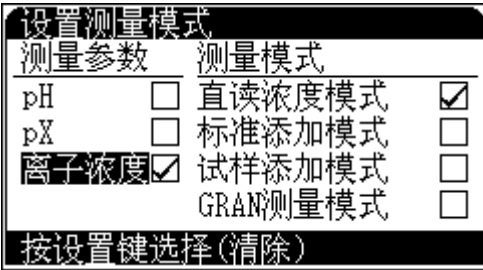 设置测量模式
测量参数 测量模式
pH 直读浓度模式
pX 标准添加模式
离子浓度 试样添加模式
GRAN测量模式
按设置键选择(清除)